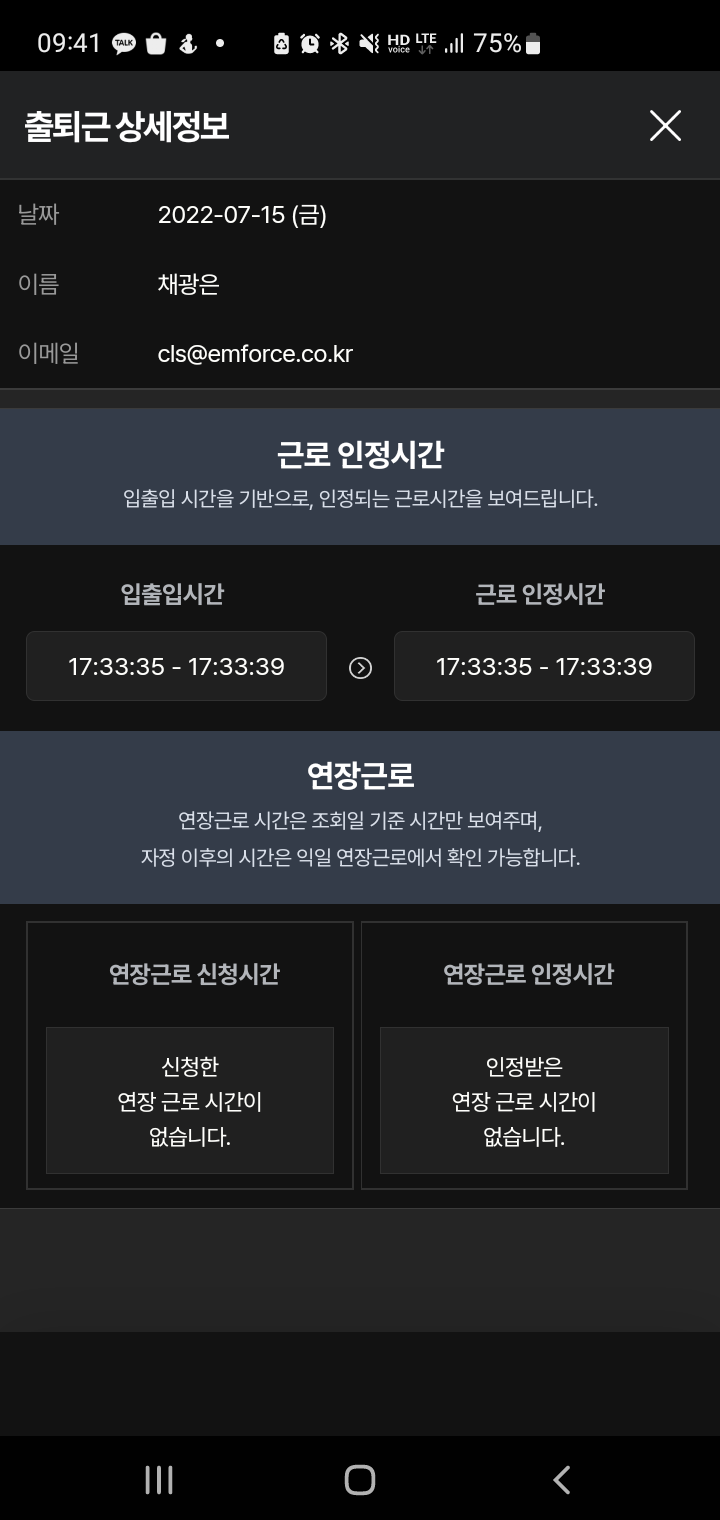 09:41 TALK HD voice LTE 75%
출퇴근 상세정보
날짜 2022-07-15 (금)
이름 채광은
이메일 cls@emforce.co.kr
근로 인정시간
입출입 시간을 기반으로, 인정되는 근로시간을 보여드립니다.
입출입시간 근로 인정시간
17:33:35 - 17:33:39 17:33:35 - 17:33:39
연장근로
연장근로 시간은 조회일 기준 시간만 보여주며,
자정 이후의 시간은 익일 연장근로에서 확인 가능합니다.
연장근로 신청시간
신청한
연장 근로 시간이
없습니다.
연장근로 인정시간
인정받은
연장 근로 시간이
없습니다.